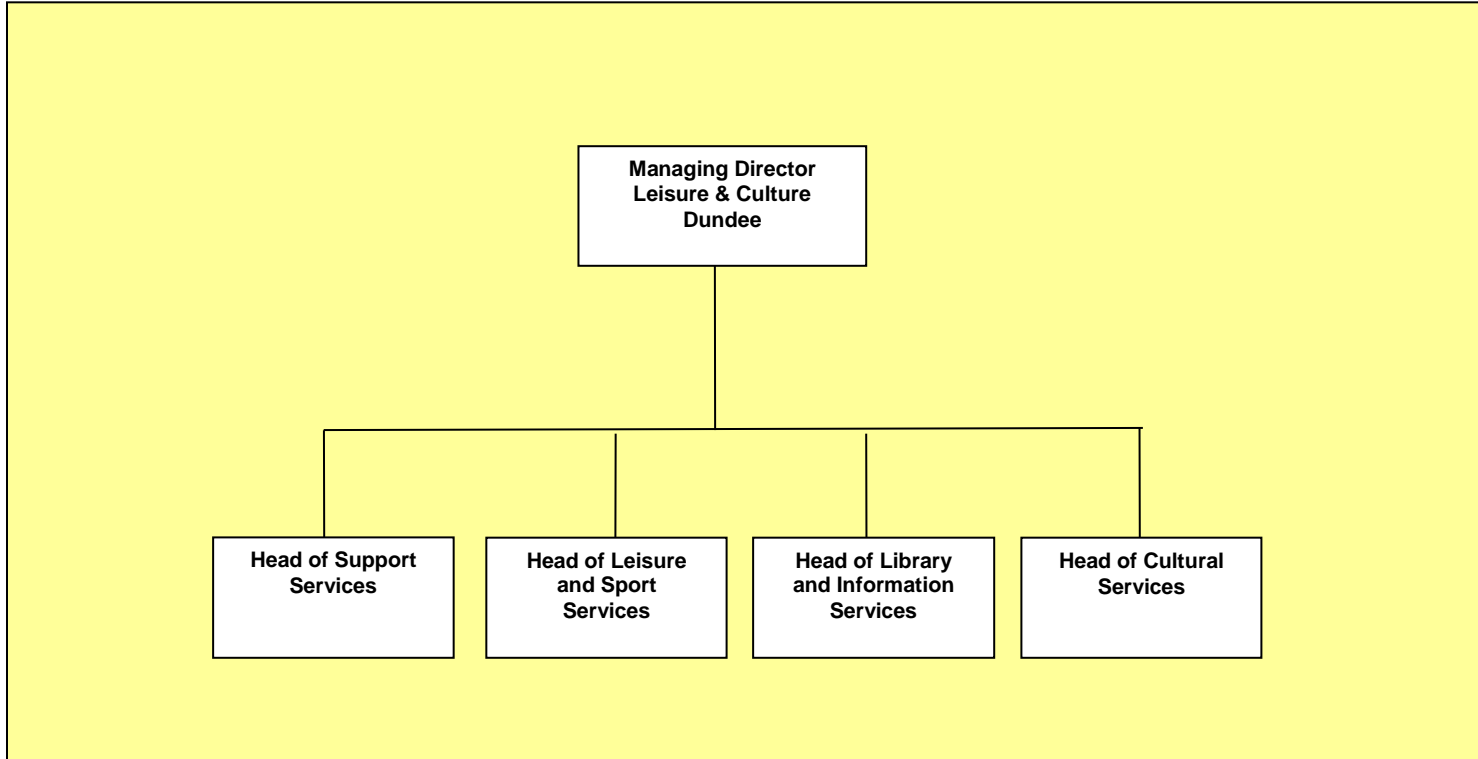 Managing Director
Leisure & Culture
Dundee
Head of Support
Services
Head of Leisure
and Sport
Services
Head of Library
and Information
Services
Head of Cultural
Services